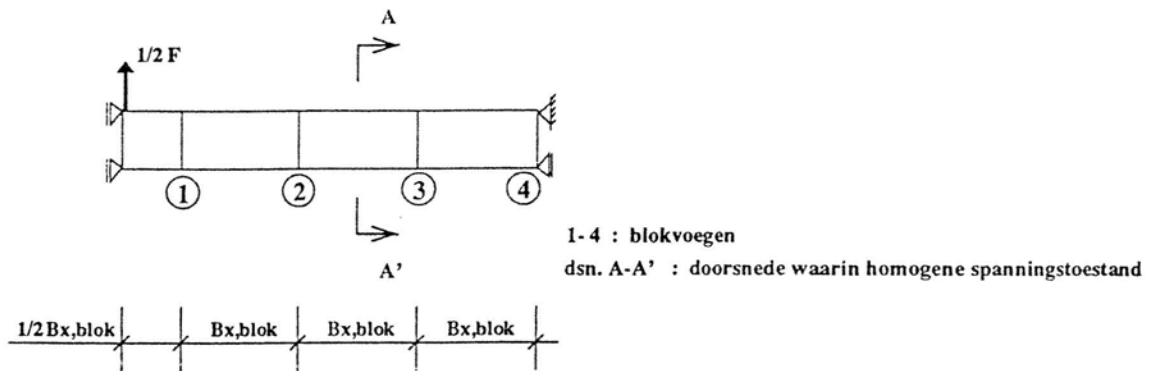 A
1/2 F
1
2
3
4
A'
1-4 : blokvoegen
dsn. A-A' : doorsnede waarin homogene spanningstoestand
1/2 Bx,blok
Bx,blok
Bx,blok
Bx,blok